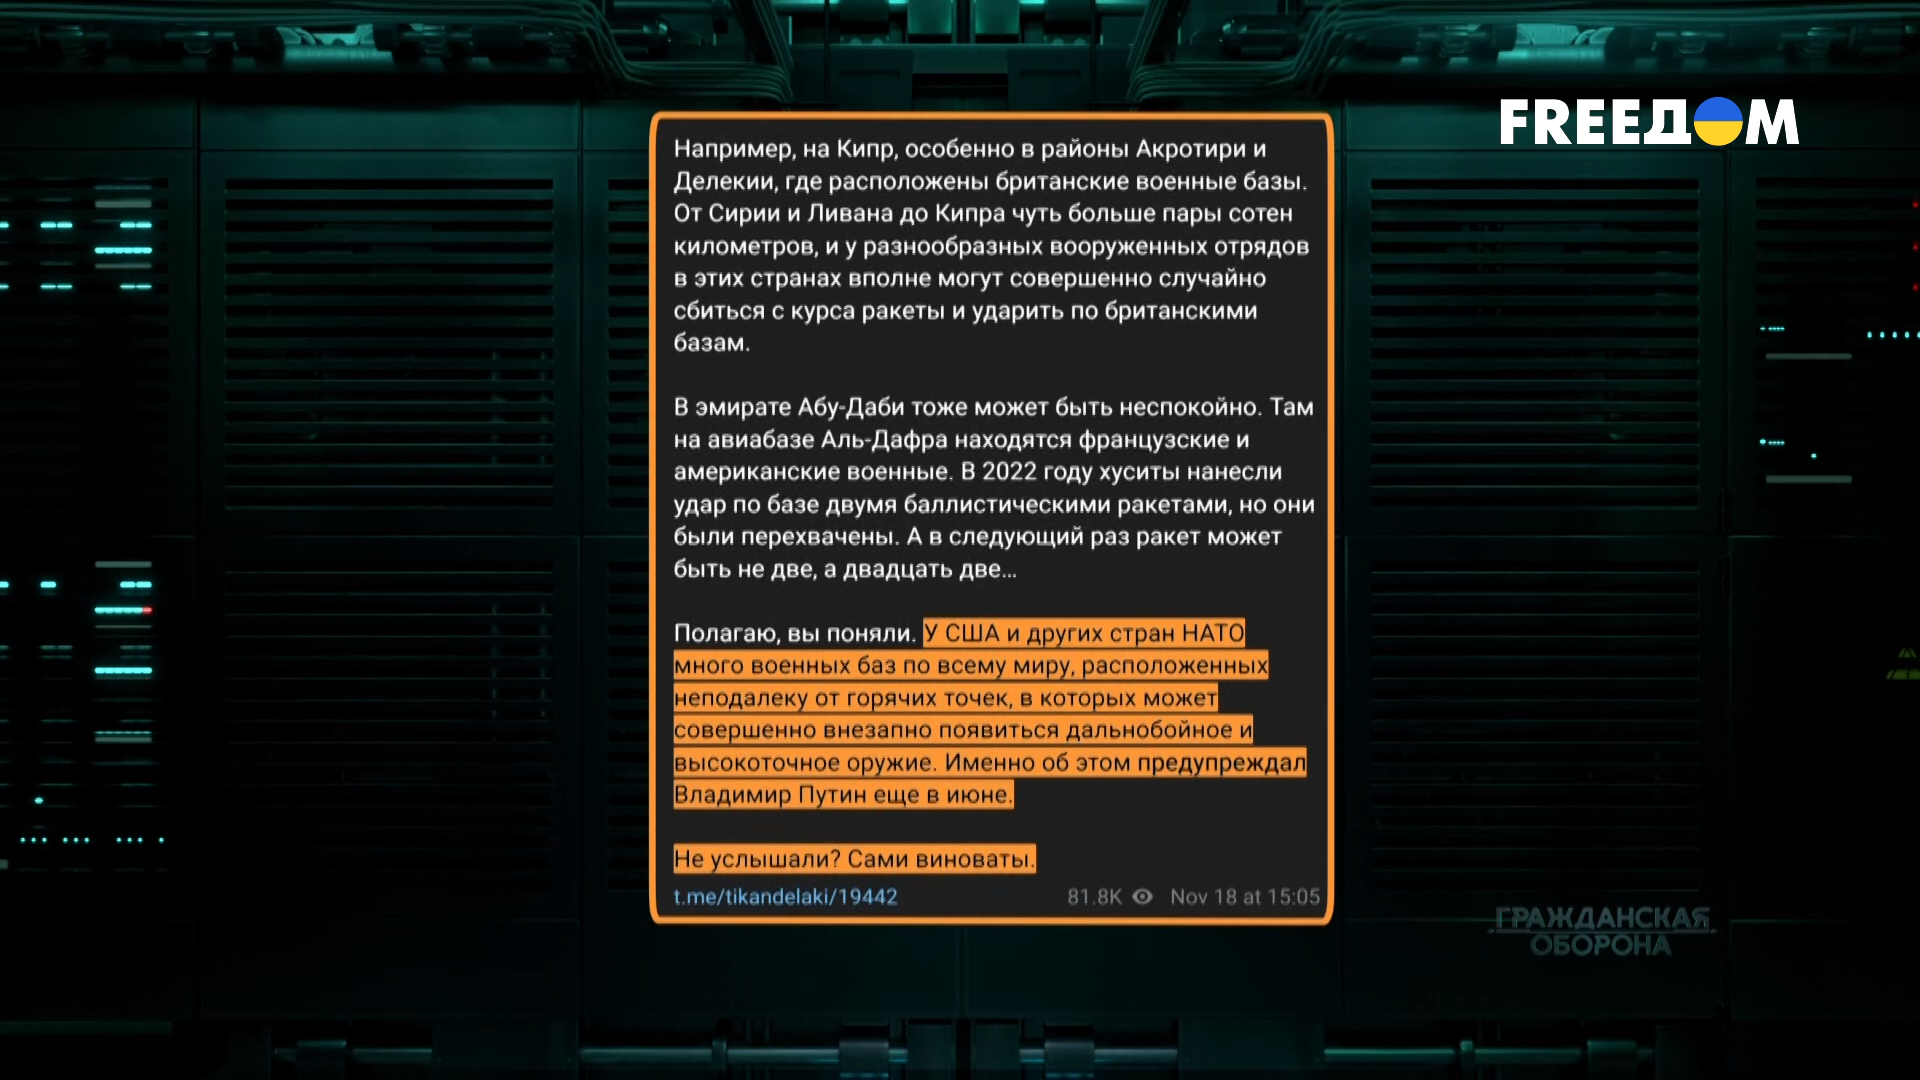 FREEДOM
Например, на Кипр, особенно в районы Акротири и
Делекии, где расположены британские военные базы.
От Сирии и Ливана до Кипра чуть больше пары сотен
километров, и у разнообразных вооруженных отрядов
в этих странах вполне могут совершенно случайно
сбиться с курса ракеты и ударить по британскими
базам.
В эмирате Абу-Даби тоже может быть неспокойно. Там
на авиабазе Аль-Дафра находятся французские и
американские военные. В 2022 году хуситы нанесли
удар по базе двумя баллистическими ракетами, но они
были перехвачены. А в следующий раз ракет может
быть не две, а двадцать две...
Полагаю, вы поняли. У США и других стран НАТО
много военных баз по всему миру, расположенных
неподалеку от горячих точек, в которых может
совершенно внезапно появиться дальнобойное и
высокоточное оружие. Именно об этом предупреждал
Владимир Путин еще в июне.
Не услышали? Сами виноваты.
t.me/tikandelaki/19442 81.8K Nov 18 at 15:05
ГРАЖДАНСКАЯ
ОБОРОНА